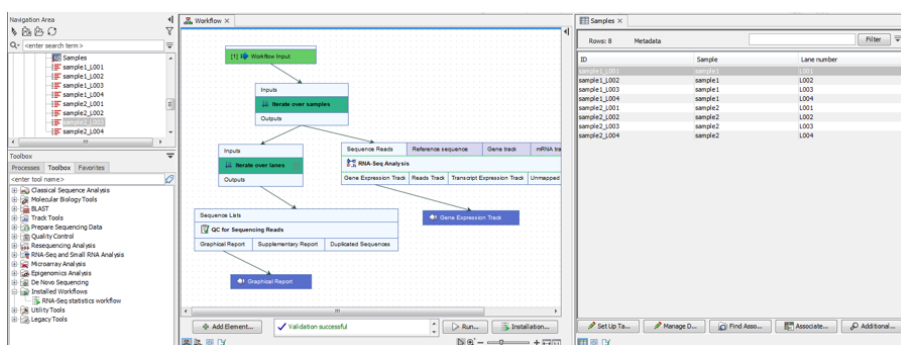 Navigation Area
<enter search term>
Samples
sample1_L001
sample1_L002
sample1_L003
sample1_L004
sample2_L001
sample2_L002
sample2_L004
Toolbox
Processes Toolbox Favorites
<enter tool name>
Classical Sequence Analysis
Molecular Biology Tools
BLAST
Track Tools
Prepare Sequencing Data
Quality Control
Resequencing Analysis
RNA-Seq and Small RNA Analysis
Microarray Analysis
Epigenomics Analysis
De Novo Sequencing
Installed Workflows
RNA-Seq statistics workflow
Utility Tools
Legacy Tools
Workflow
[1] Workflow Input
Inputs
Iterate over samples
Outputs
Inputs
Iterate over lanes
Outputs
Sequence Reads Reference sequence Gene track mRNA tra
RNA-Seq Analysis
Gene Expression Track Reads Track Transcript Expression Track Unmapped
Gene Expression Track
Sequence Lists
QC for Sequencing Reads
Graphical Report Supplementary Report Duplicated Sequences
Graphical Report
Add Element... Validation successful Run... Installation...
Samples
Rows: 8 Metadata Filter
ID Sample Lane number
sample1_L001 sample1 L001
sample1_L002 sample1 L002
sample1_L003 sample1 L003
sample1_L004 sample1 L004
sample2_L001 sample2 L001
sample2_L002 sample2 L002
sample2_L003 sample2 L003
sample2_L004 sample2 L004
Set Up Ta... Manage D... Find Asso... Associate... Additional...